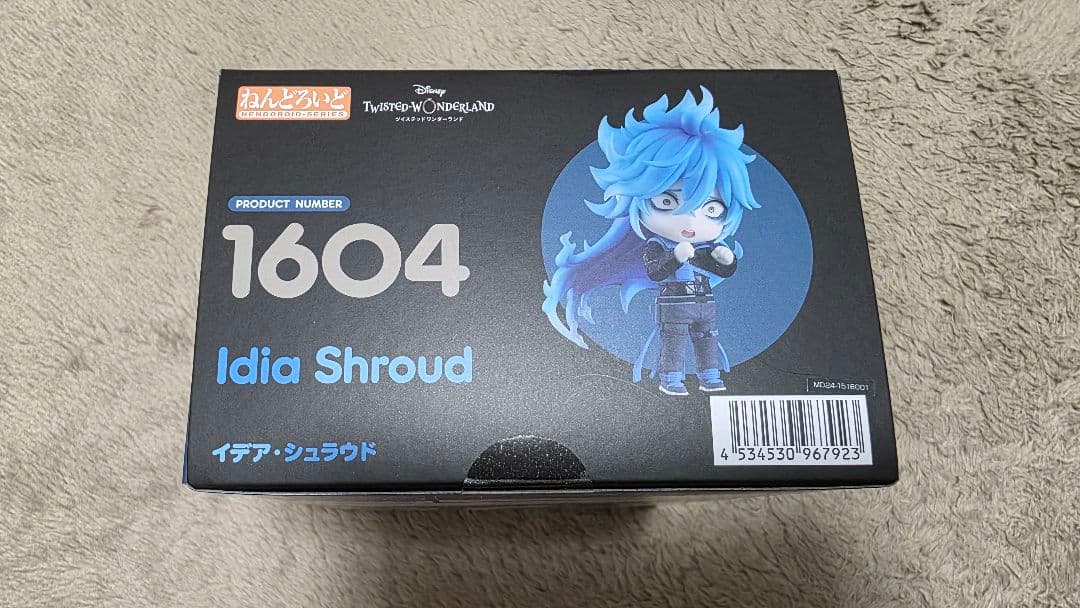 ねんどろいど
NENDOROID-SERIES
Disney
TWISTED-WONDERLAND
ツイステッドワンダーランド
PRODUCT NUMBER
1604
Idia Shroud
イデア・シュラウド
MD24-1516001
4 534530 967923